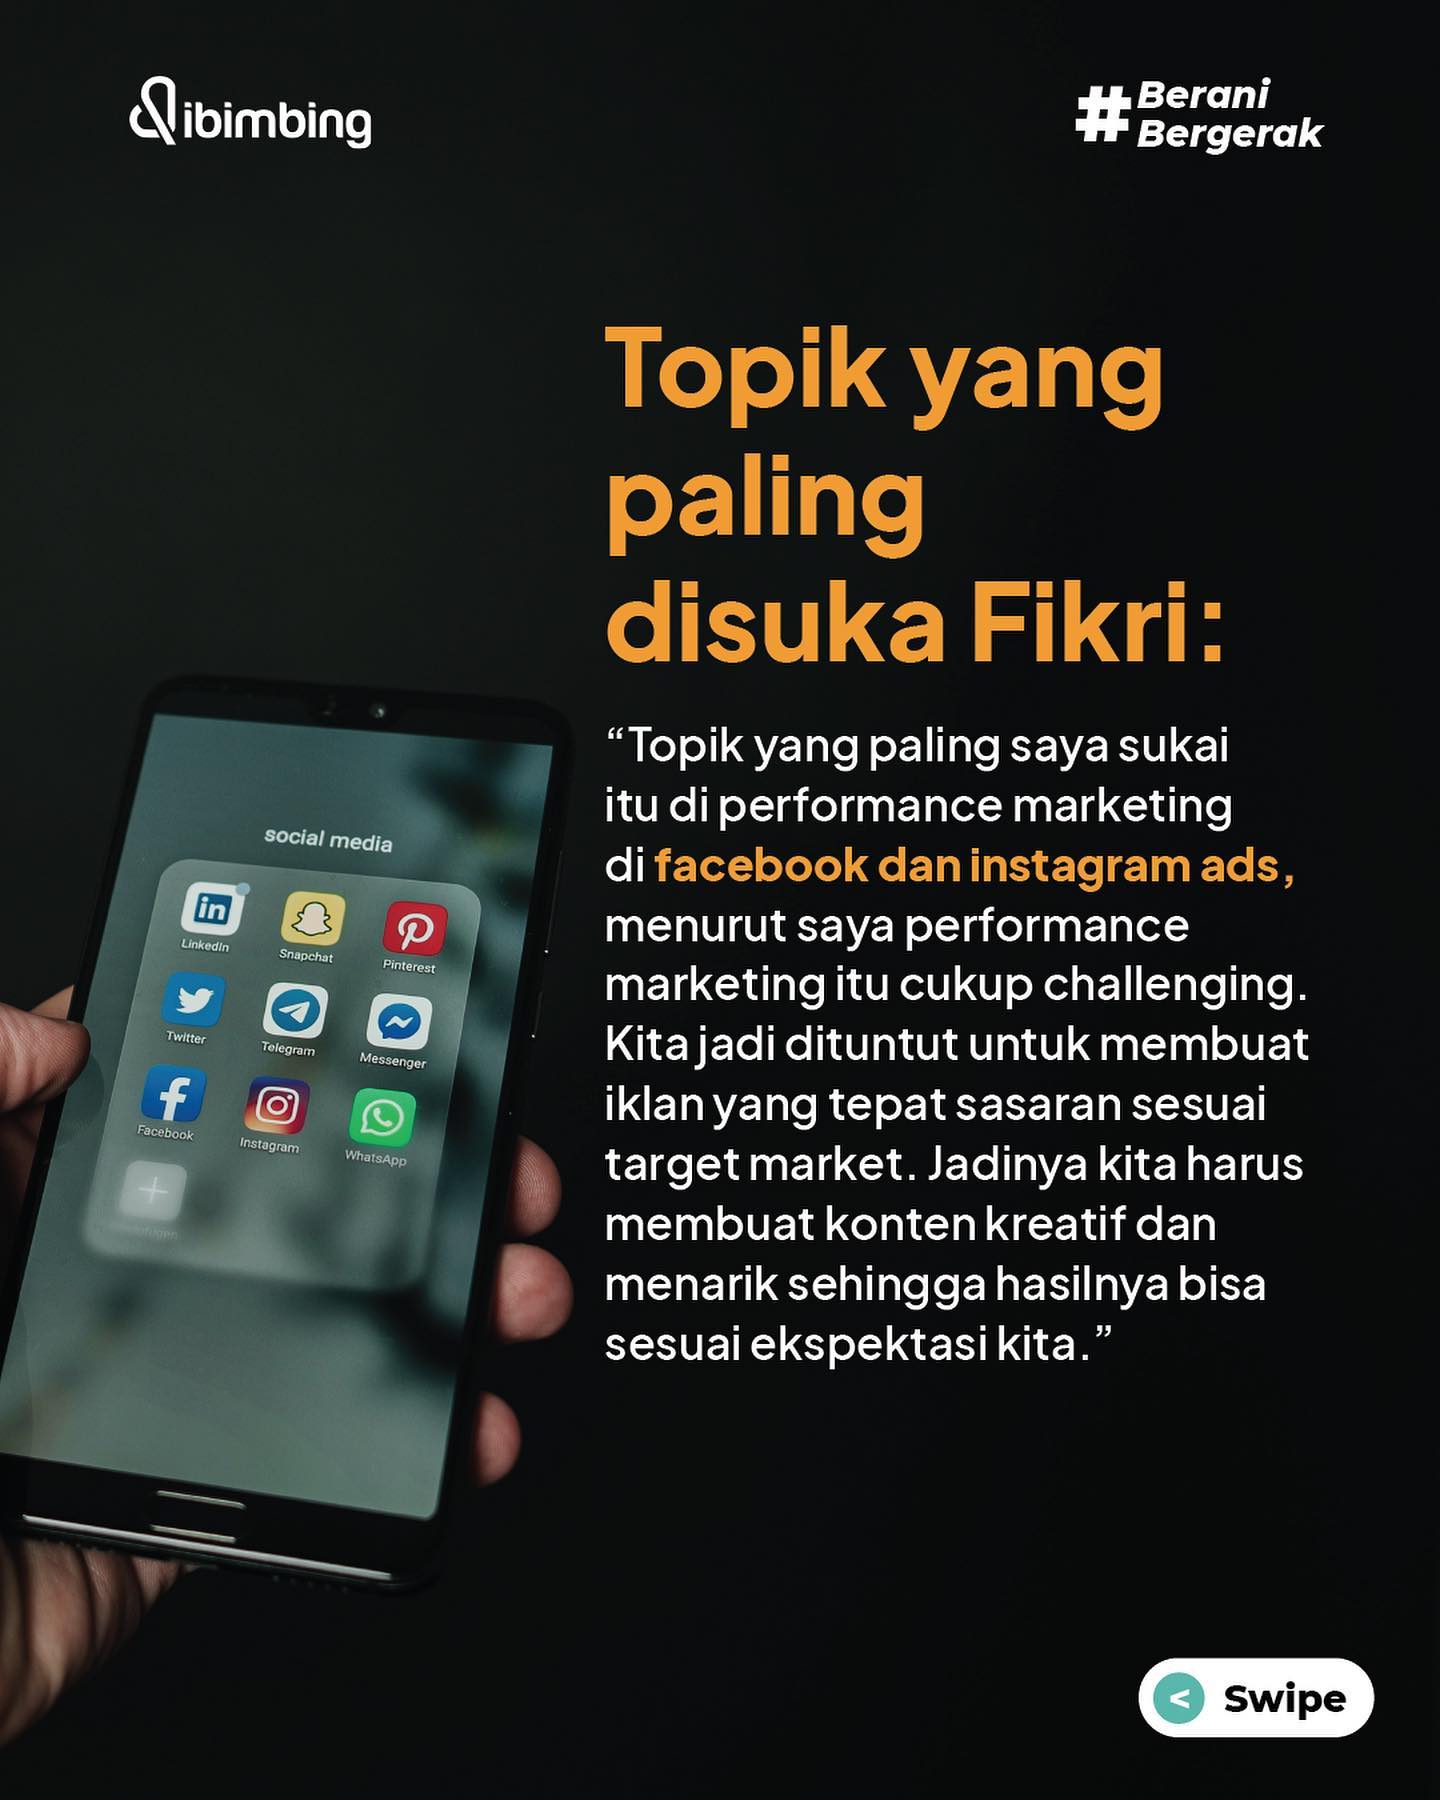 dibimbing
#Berani
Bergerak
Topik yang
paling
disuka Fikri:
“Topik yang paling saya sukai
itu di performance marketing
di facebook dan instagram ads,
menurut saya performance
marketing itu cukup challenging.
Kita jadi dituntut untuk membuat
iklan yang tepat sasaran sesuai
target market. Jadinya kita harus
membuat konten kreatif dan
menarik sehingga hasilnya bisa
sesuai ekspektasi kita.”
social media
LinkedIn
Snapchat
Pinterest
Twitter
Telegram
Messenger
Facebook
Instagram
WhatsApp
< Swipe